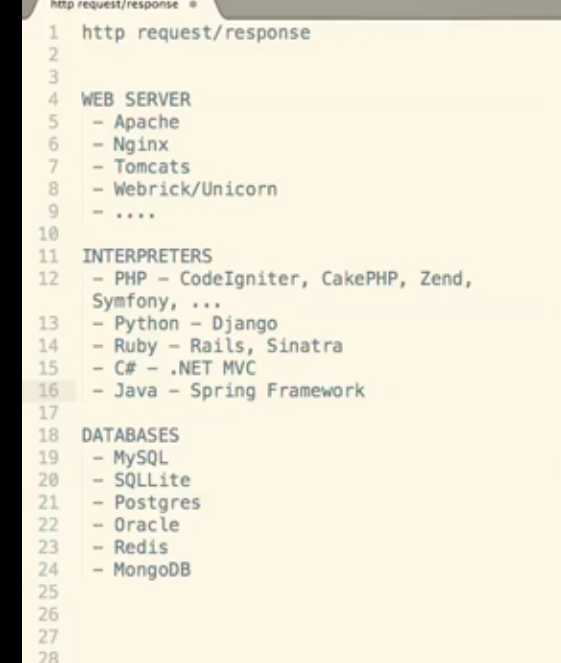 http request/response
1 http request/response
2
3
4 WEB SERVER
5 - Apache
6 - Nginx
7 - Tomcats
8 - Webrick/Unicorn
9 - ....
10
11 INTERPRETERS
12 - PHP - CodeIgniter, CakePHP, Zend,
Symfony, ...
13 - Python - Django
14 - Ruby - Rails, Sinatra
15 - C# - .NET MVC
16 - Java - Spring Framework
17
18 DATABASES
19 - MySQL
20 - SQLLite
21 - Postgres
22 - Oracle
23 - Redis
24 - MongoDB
25
26
27
28